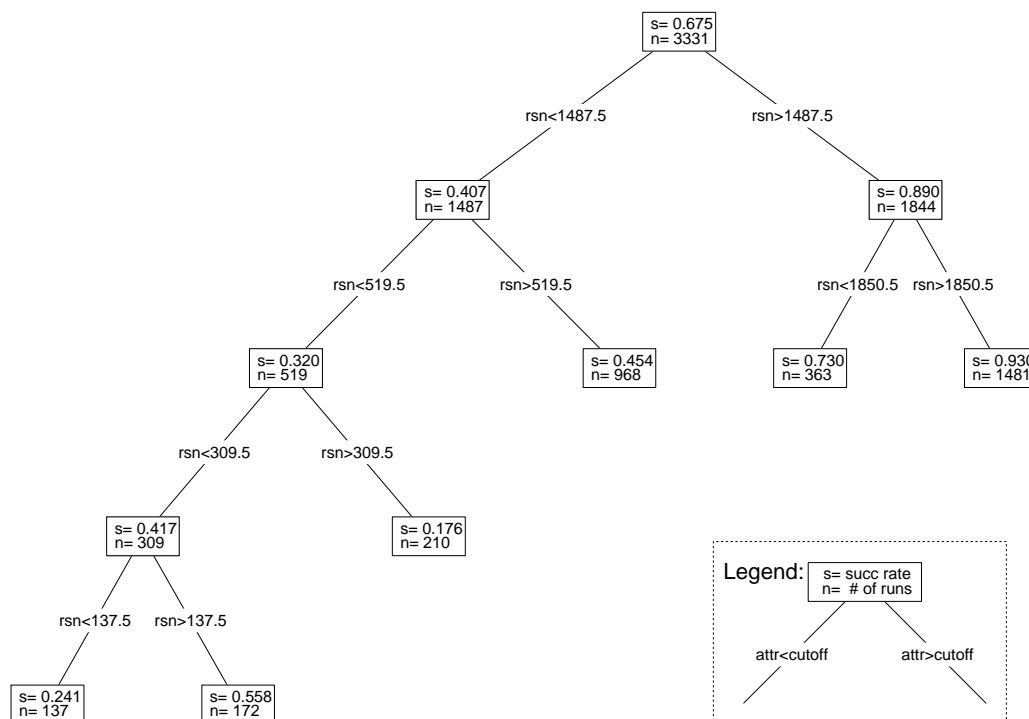 s= 0.675
n= 3331
rsn<1487.5
rsn>1487.5
s= 0.407
n= 1487
s= 0.890
n= 1844
rsn<519.5
rsn>519.5
rsn<1850.5
rsn>1850.5
s= 0.320
n= 519
s= 0.454
n= 968
s= 0.730
n= 363
s= 0.930
n= 1481
rsn<309.5
rsn>309.5
s= 0.417
n= 309
s= 0.176
n= 210
rsn<137.5
rsn>137.5
s= 0.241
n= 137
s= 0.558
n= 172
Legend:
s= succ rate
n= # of runs
attr<cutoff
attr>cutoff